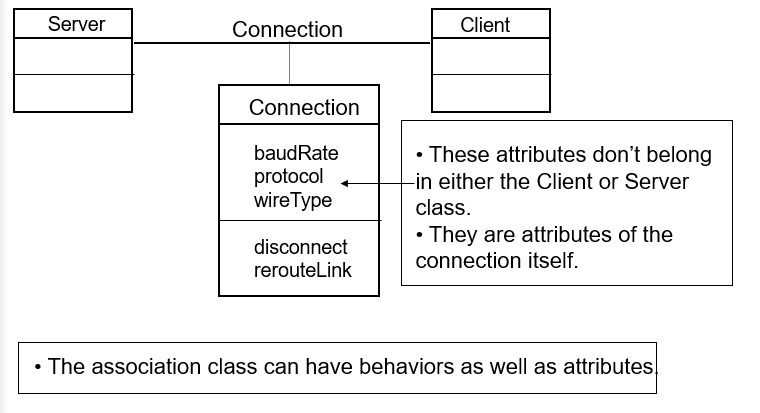 Server
Connection
Client
Connection
baudRate
protocol
wireType
disconnect
rerouteLink
• These attributes don’t belong
in either the Client or Server
class.
• They are attributes of the
connection itself.
• The association class can have behaviors as well as attributes.